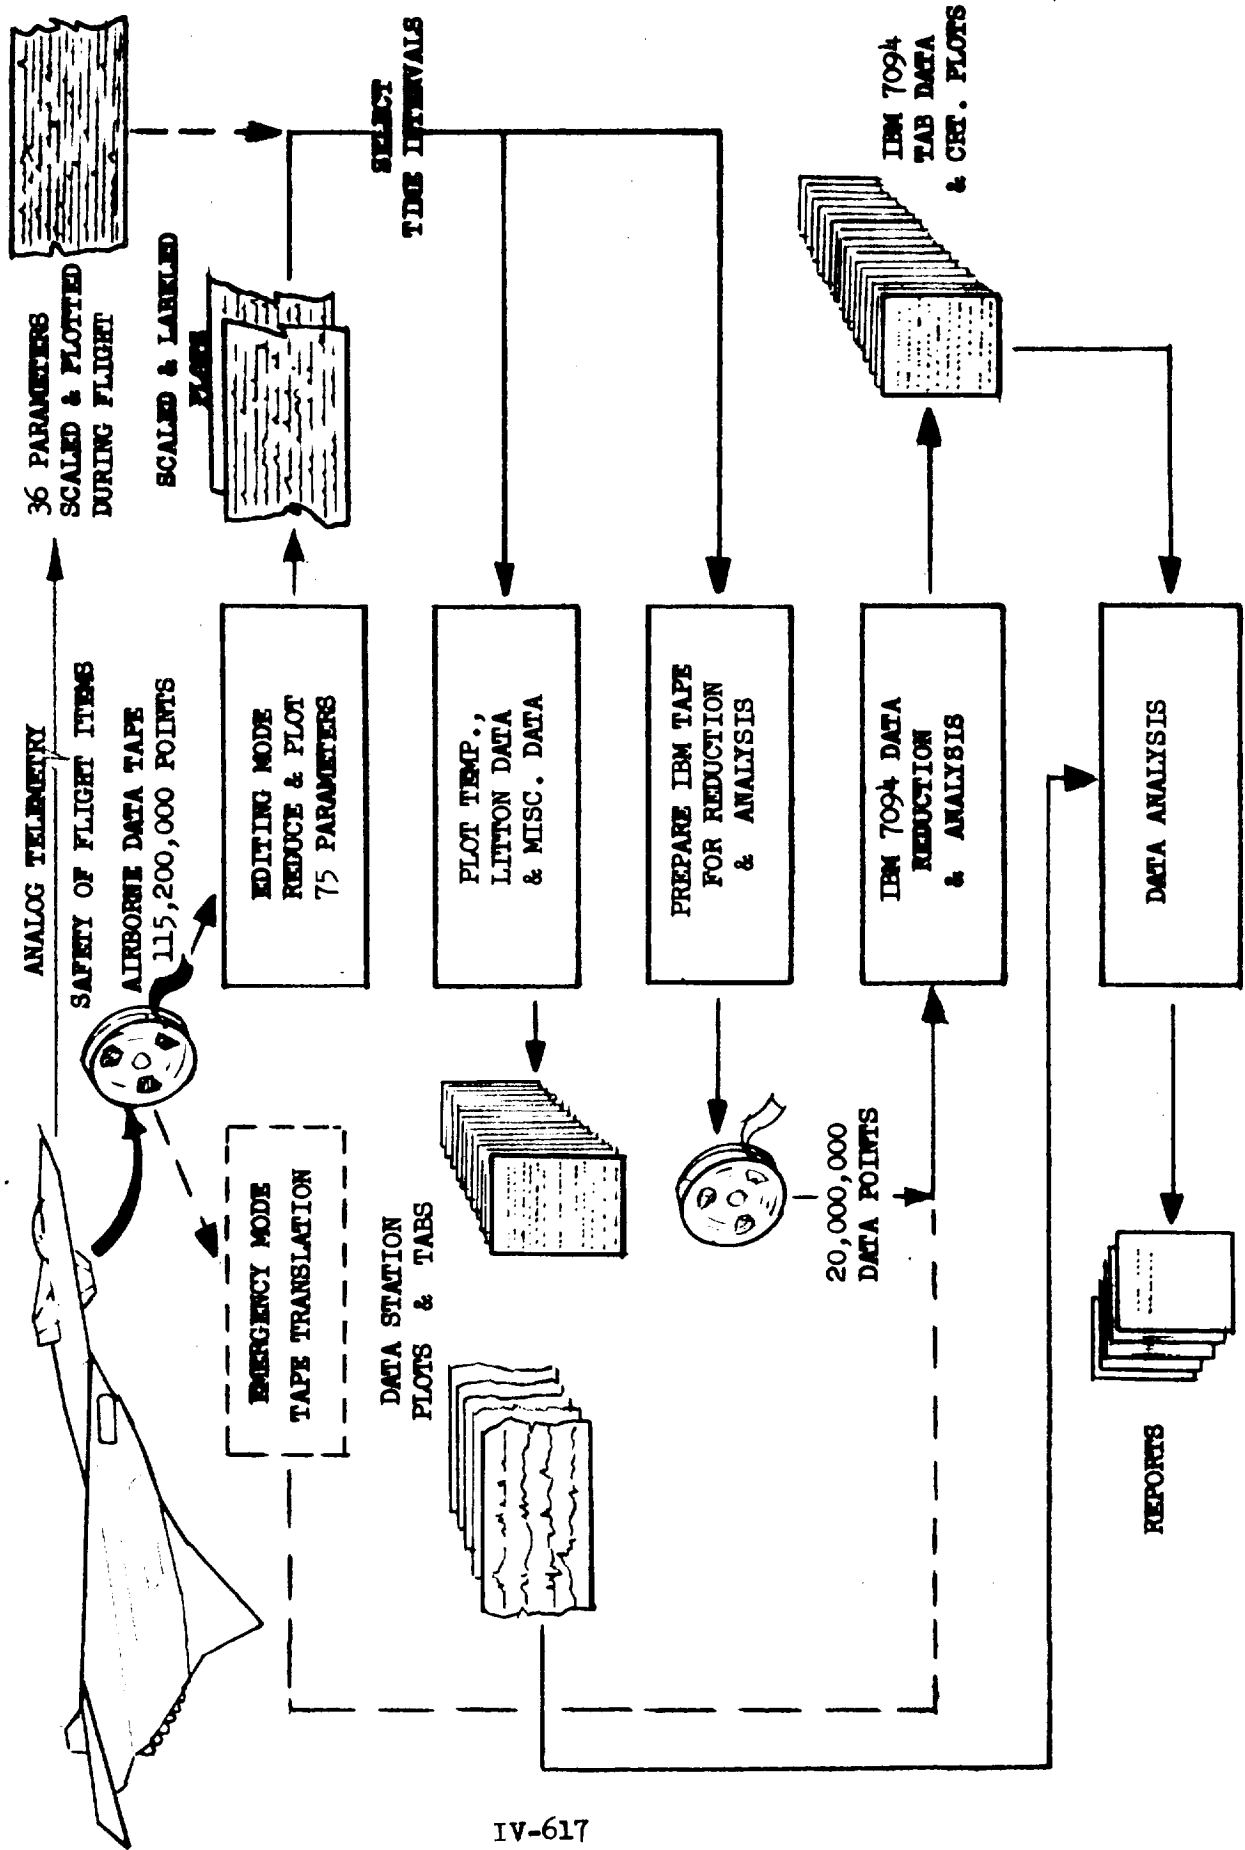 ANALOG TELEMETRY
SAFETY OF FLIGHT ITEMS
AIRBORNE DATA TAPE
115,200,000 POINTS
36 PARAMETERS
SCALED & PLOTTED
DURING FLIGHT
EMERGENCY MODE
TAPE TRANSLATION
EDITING MODE
REDUCE & PLOT
75 PARAMETERS
SCALED & LABELED
PLOTS
SELECT
TIME INTERVALS
DATA STATION
PLOTS & TABS
PLOT TEMP.,
LITTON DATA
& MISC. DATA
PREPARE IBM TAPE
FOR REDUCTION
& ANALYSIS
20,000,000
DATA POINTS
IBM 7094 DATA
REDUCTION
& ANALYSIS
IBM 7094
TAB DATA
& CRT. PLOTS
REPORTS
DATA ANALYSIS
IV-617